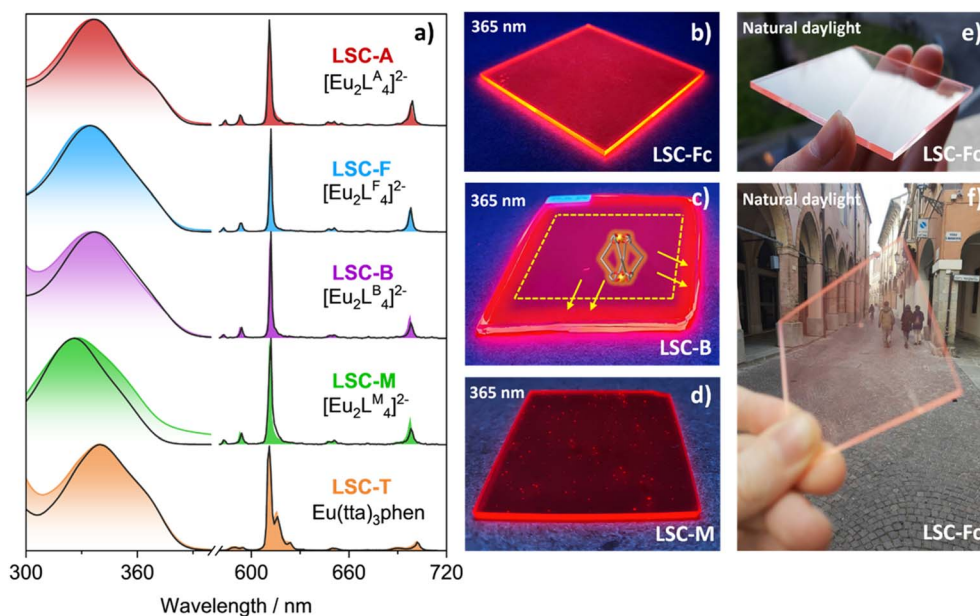 a)
LSC-A
[Eu₂Lᴬ₄]²⁻
LSC-F
[Eu₂Lᶠ₄]²⁻
LSC-B
[Eu₂Lᴮ₄]²⁻
LSC-M
[Eu₂Lᴹ₄]²⁻
LSC-T
Eu(tta)₃phen
300 360 600 660 720
Wavelength / nm
365 nm
b)
LSC-Fc
365 nm
c)
LSC-B
365 nm
d)
LSC-M
Natural daylight
e)
LSC-Fc
Natural daylight
f)
LSC-Fc